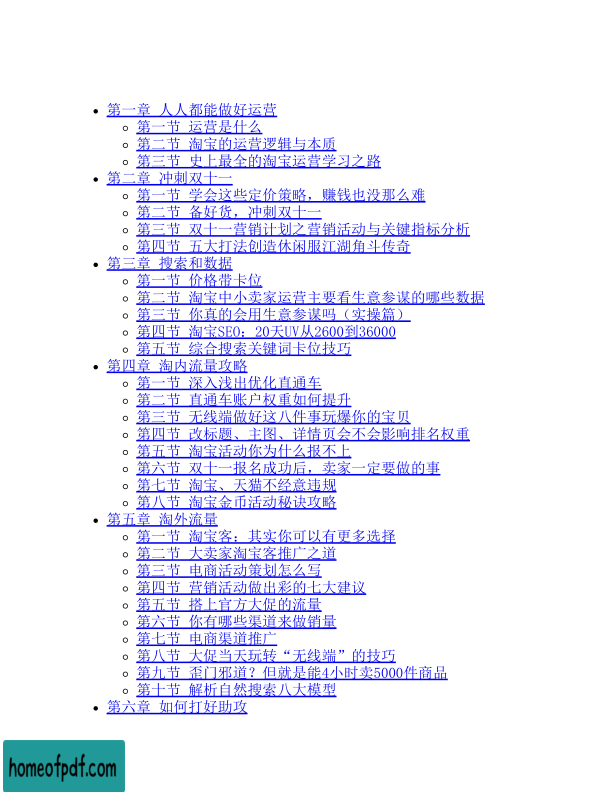 第一章 人人都能做好运营
第一节 运营是什么
第二节 淘宝的运营逻辑与本质
第三节 史上最全的淘宝运营学习之路
第二章 冲刺双十一
第一节 学会这些定价策略，赚钱也没那么难
第二节 备好货，冲刺双十一
第三节 双十一营销计划之营销活动与关键指标分析
第四节 五大打法创造休闲服江湖角斗传奇
第三章 搜索和数据
第一节 价格带卡位
第二节 淘宝中小卖家运营主要看生意参谋的哪些数据
第三节 你真的会用生意参谋吗（实操篇）
第四节 淘宝SEO：20天UV从2600到36000
第五节 综合搜索关键词卡位技巧
第四章 淘内流量攻略
第一节 深入浅出优化直通车
第二节 直通车账户权重如何提升
第三节 无线端做好这八件事玩爆你的宝贝
第四节 改标题、主图、详情页会不会影响排名权重
第五节 淘宝活动你为什么报不上
第六节 双十一报名成功后，卖家一定要做的事
第七节 淘宝、天猫不经意违规
第八节 淘宝金币活动秘诀攻略
第五章 淘外流量
第一节 淘宝客：其实你可以有更多选择
第二节 大卖家淘宝客推广之道
第三节 电商活动策划怎么写
第四节 营销活动做出彩的七大建议
第五节 搭上官方大促的流量
第六节 你有哪些渠道来做销量
第七节 电商渠道推广
第八节 大促当天玩转“无线端”的技巧
第九节 歪门邪道？但就是能4小时卖5000件商品
第十节 解析自然搜索八大模型
第六章 如何打好助攻
homeofpdf.com